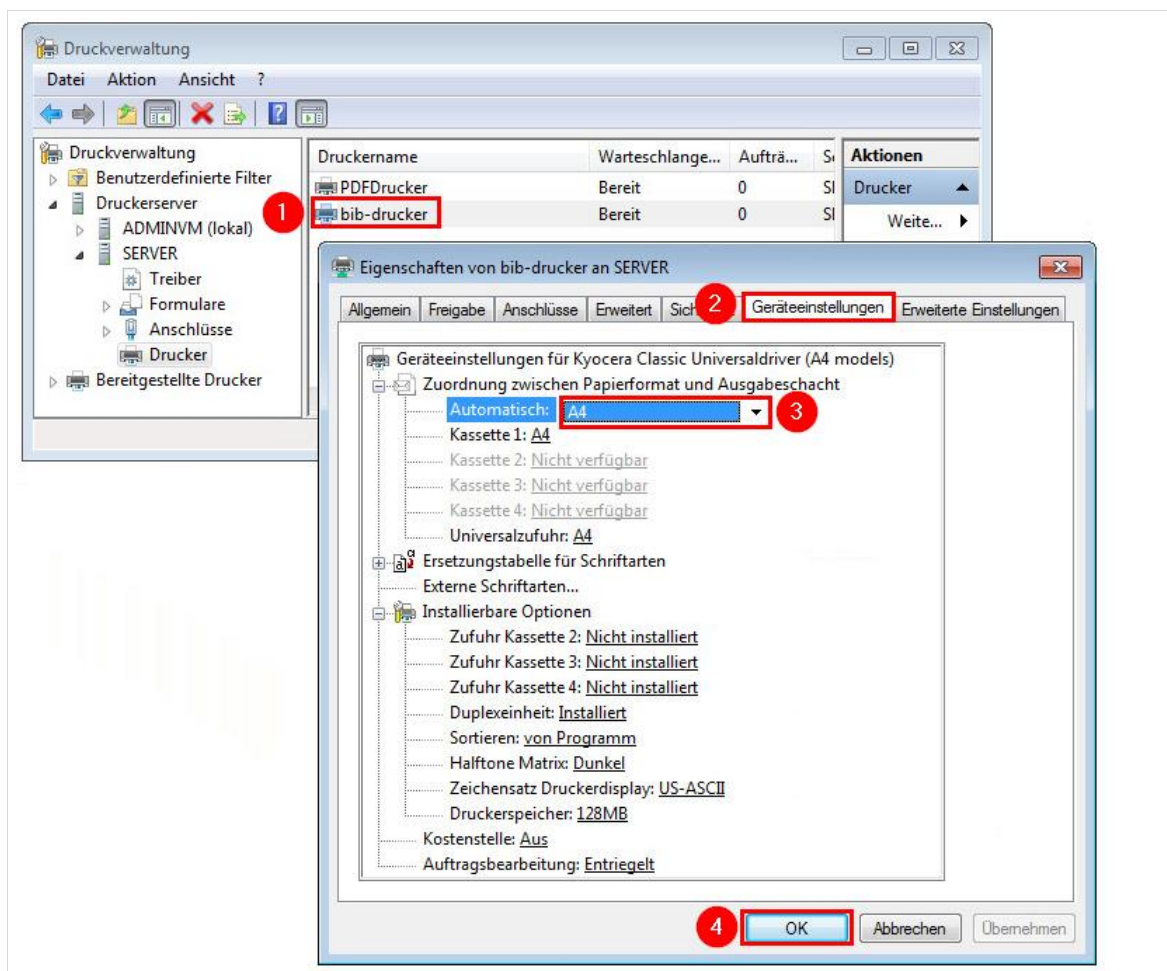 Druckverwaltung
Datei Aktion Ansicht ?
Druckverwaltung
Benutzerdefinierte Filter
Druckerserver
ADMINVM (lokal)
SERVER
Treiber
Formulare
Anschlüsse
Drucker
Bereitgestellte Drucker
Druckername Warteschlange... Aufträ...
PDFDrucker Bereit 0
1 bib-drucker Bereit 0
Aktionen
Drucker
Weite...
Eigenschaften von bib-drucker an SERVER
Allgemein Freigabe Anschlüsse Erweitert 2 Geräteeinstellungen Erweiterte Einstellungen
Geräteeinstellungen für Kyocera Classic Universaldriver (A4 models)
Zuordnung zwischen Papierformat und Ausgabeschacht
Automatisch: A4 3
Kassette 1: A4
Kassette 2: Nicht verfügbar
Kassette 3: Nicht verfügbar
Kassette 4: Nicht verfügbar
Universalzufuhr: A4
Ersetzungstabelle für Schriftarten
Externe Schriftarten...
Installierbare Optionen
Zufuhr Kassette 2: Nicht installiert
Zufuhr Kassette 3: Nicht installiert
Zufuhr Kassette 4: Nicht installiert
Duplexeinheit: Installiert
Sortieren: von Programm
Halftone Matrix: Dunkel
Zeichensatz Druckerdisplay: US-ASCII
Druckerspeicher: 128MB
Kostenstelle: Aus
Auftragsbearbeitung: Entriegelt
4 OK Abbrechen Übernehmen